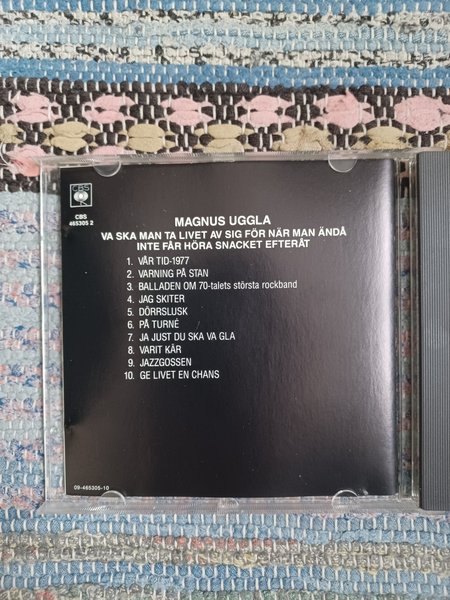 CBS
CBS
465305 2
MAGNUS UGGLA
VA SKA MAN TA LIVET AV SIG FÖR NÄR MAN ÄNDÅ
INTE FÅR HÖRA SNACKET EFTERÅT
1. VÅR TID-1977
2. VARNING PÅ STAN
3. BALLADEN OM 70-talets största rockband
4. JAG SKITER
5. DÖRRSLUSK
6. PÅ TURNÉ
7. JA JUST DU SKA VA GLA
8. VARIT KÅR
9. JAZZGOSSEN
10. GE LIVET EN CHANS
09-465305-10